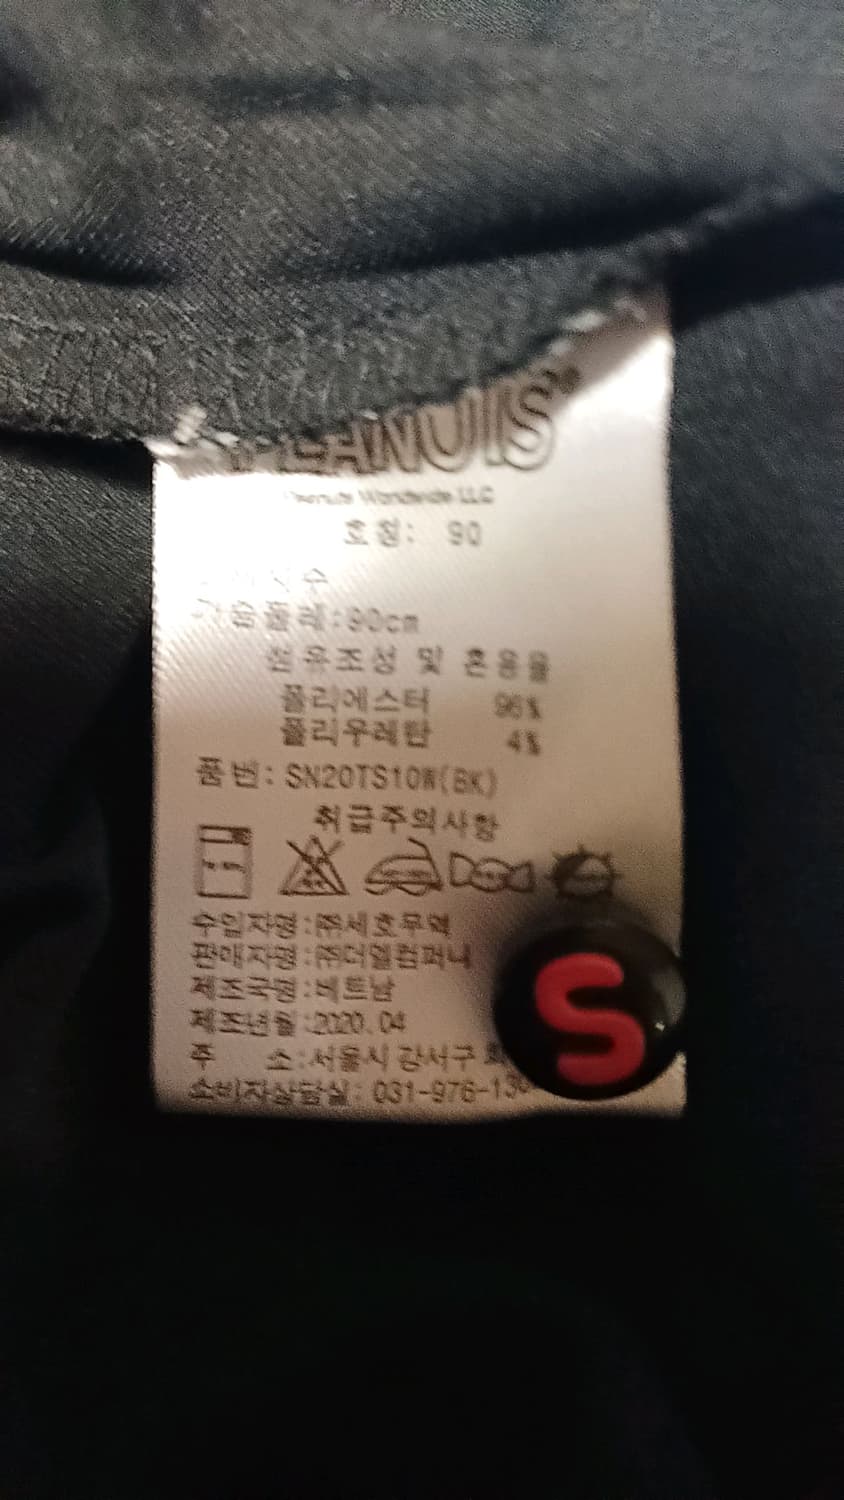 PEANUTS
Peanuts Worldwide LLC
호칭: 90
가슴둘레:90cm
섬유조성 및 혼용율
폴리에스터 96%
폴리우레탄 4%
품번: SN20TS10W(BK)
취급주의사항
수입자명:㈜세호무역
판매자명:㈜더엘컴퍼니
제조국명:베트남
제조년월:2020.04
주 소:서울시 강서구
소비자상담실: 031-976-13
S